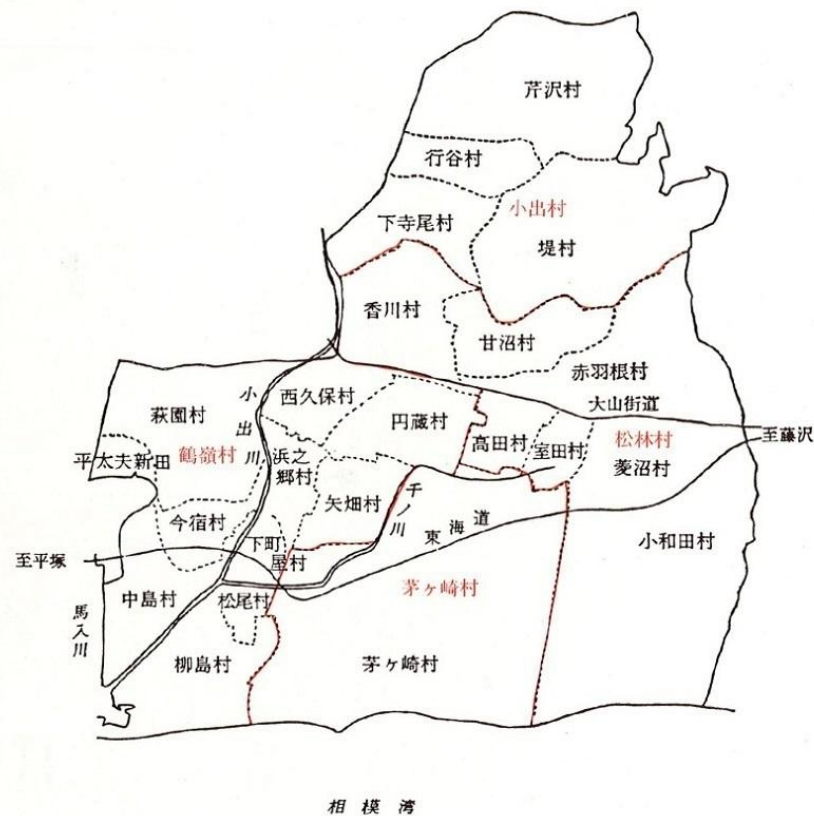 芹沢村
行谷村
小出村
下寺尾村
堤村
香川村
甘沼村
赤羽根村
大山街道
至藤沢
小出川
西久保村
萩園村
円蔵村
高田村
室田村
松林村
菱沼村
鶴嶺村
平太夫新田
浜之
郷村
矢畑村
千ノ川
東海道
今宿村
下町
屋村
小和田村
至平塚
中島村
松尾村
茅ヶ崎村
馬入川
柳島村
茅ヶ崎村
相模湾